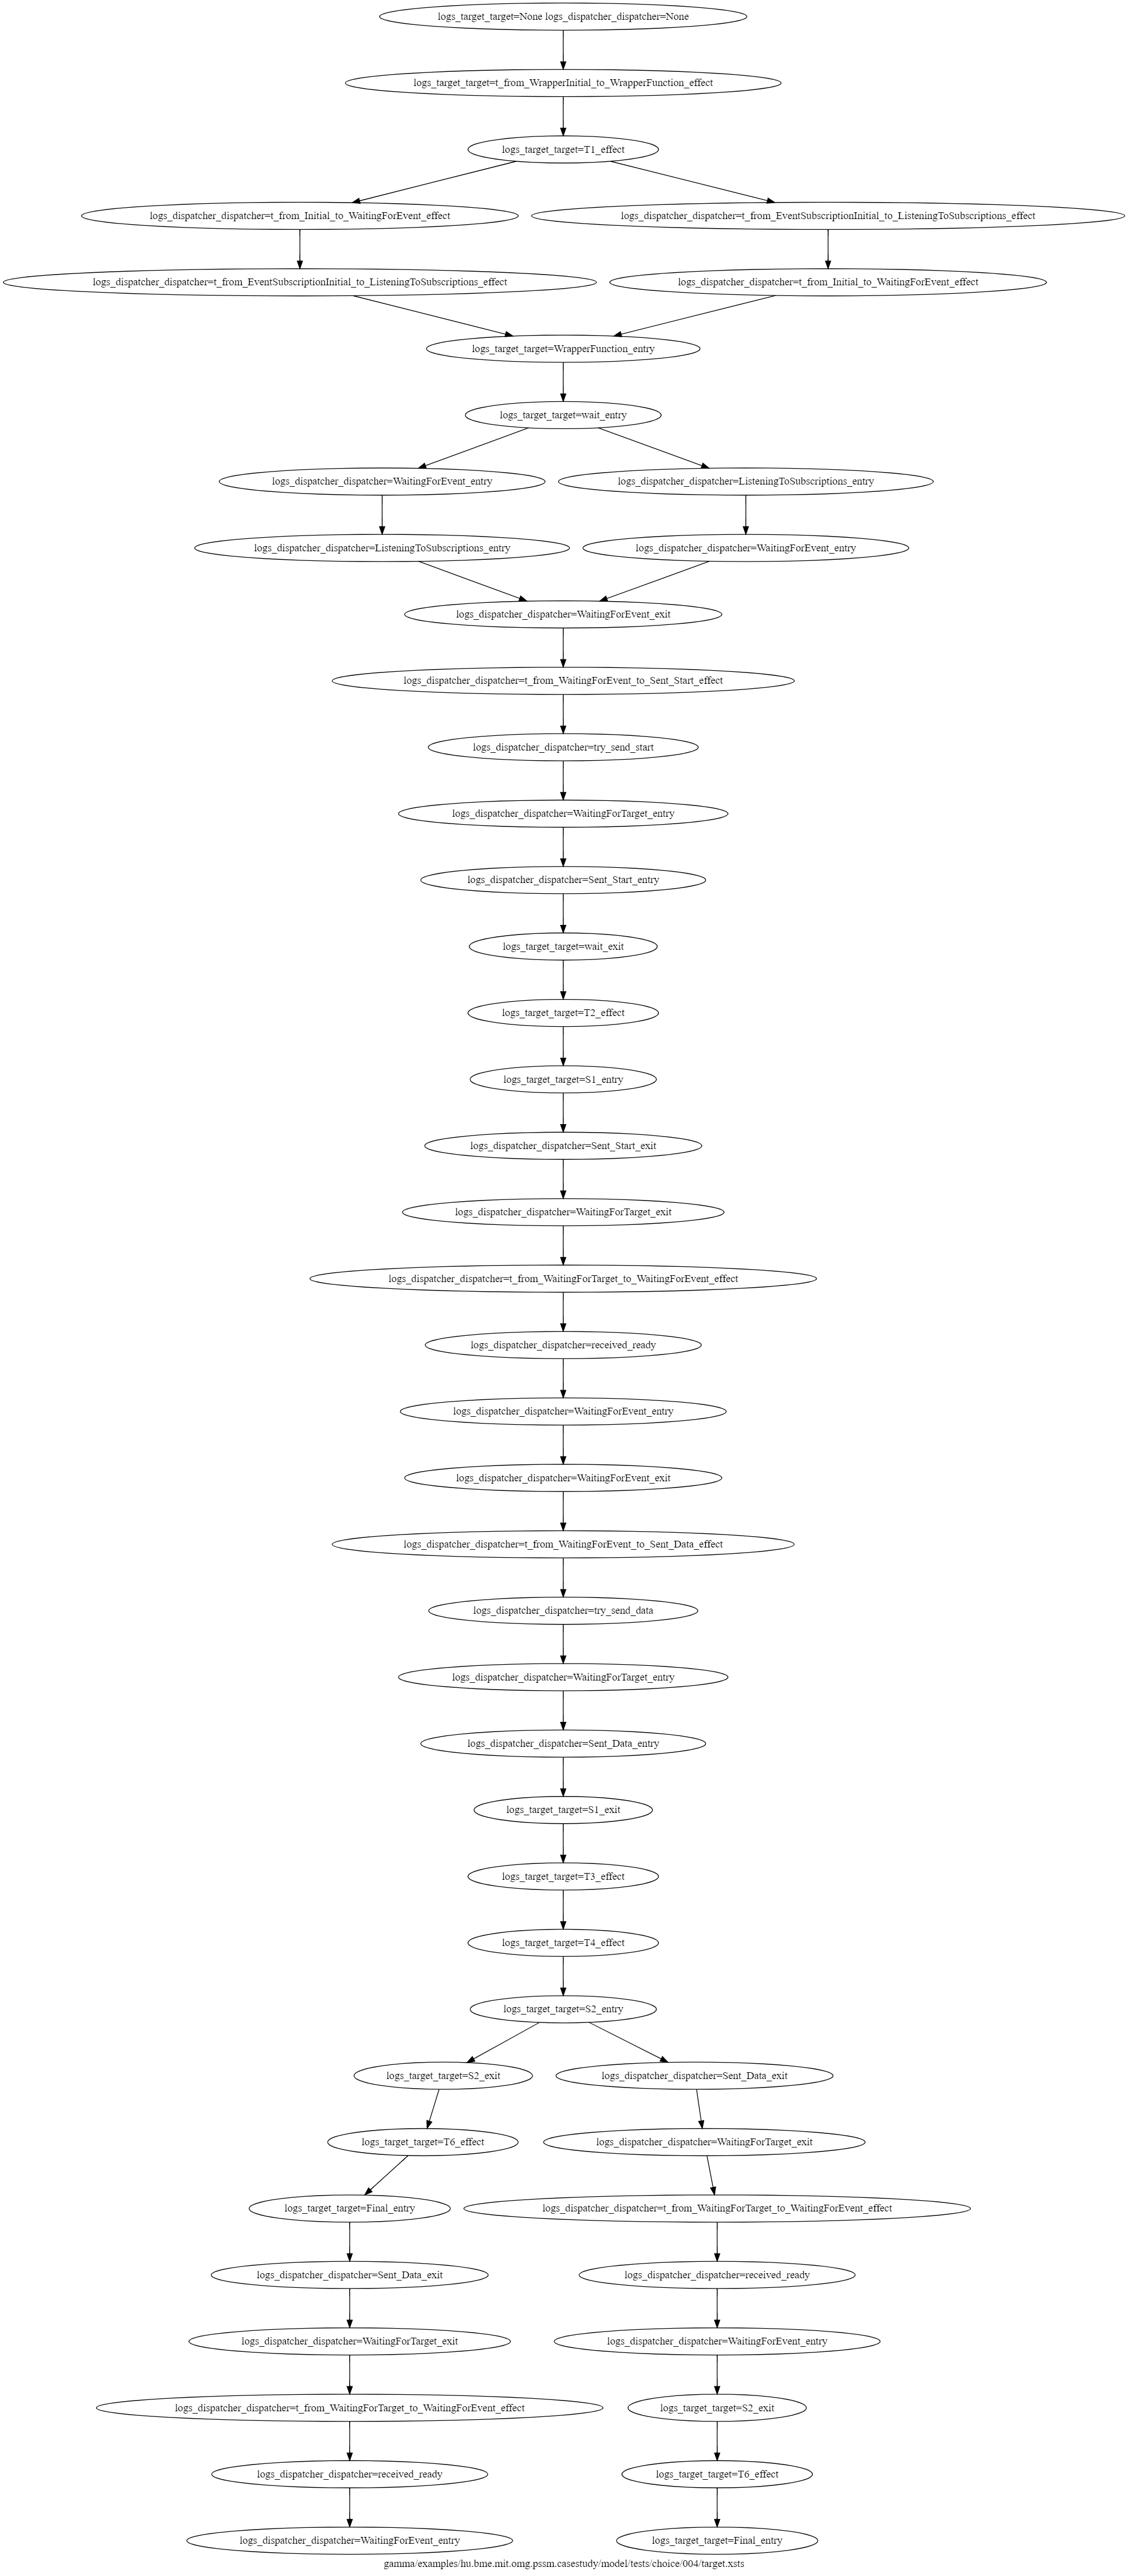 logs_target_target=None logs_dispatcher_dispatcher=None
logs_target_target=t_from_WrapperInitial_to_WrapperFunction_effect
logs_target_target=T1_effect
logs_dispatcher_dispatcher=t_from_Initial_to_WaitingForEvent_effect
logs_dispatcher_dispatcher=t_from_EventSubscriptionInitial_to_ListeningToSubscriptions_effect
logs_dispatcher_dispatcher=t_from_EventSubscriptionInitial_to_ListeningToSubscriptions_effect
logs_dispatcher_dispatcher=t_from_Initial_to_WaitingForEvent_effect
logs_target_target=WrapperFunction_entry
logs_target_target=wait_entry
logs_dispatcher_dispatcher=WaitingForEvent_entry
logs_dispatcher_dispatcher=ListeningToSubscriptions_entry
logs_dispatcher_dispatcher=ListeningToSubscriptions_entry
logs_dispatcher_dispatcher=WaitingForEvent_entry
logs_dispatcher_dispatcher=WaitingForEvent_exit
logs_dispatcher_dispatcher=t_from_WaitingForEvent_to_Sent_Start_effect
logs_dispatcher_dispatcher=try_send_start
logs_dispatcher_dispatcher=WaitingForTarget_entry
logs_dispatcher_dispatcher=Sent_Start_entry
logs_target_target=wait_exit
logs_target_target=T2_effect
logs_target_target=S1_entry
logs_dispatcher_dispatcher=Sent_Start_exit
logs_dispatcher_dispatcher=WaitingForTarget_exit
logs_dispatcher_dispatcher=t_from_WaitingForTarget_to_WaitingForEvent_effect
logs_dispatcher_dispatcher=received_ready
logs_dispatcher_dispatcher=WaitingForEvent_entry
logs_dispatcher_dispatcher=WaitingForEvent_exit
logs_dispatcher_dispatcher=t_from_WaitingForEvent_to_Sent_Data_effect
logs_dispatcher_dispatcher=try_send_data
logs_dispatcher_dispatcher=WaitingForTarget_entry
logs_dispatcher_dispatcher=Sent_Data_entry
logs_target_target=S1_exit
logs_target_target=T3_effect
logs_target_target=T4_effect
logs_target_target=S2_entry
logs_target_target=S2_exit
logs_dispatcher_dispatcher=Sent_Data_exit
logs_target_target=T6_effect
logs_dispatcher_dispatcher=WaitingForTarget_exit
logs_target_target=Final_entry
logs_dispatcher_dispatcher=t_from_WaitingForTarget_to_WaitingForEvent_effect
logs_dispatcher_dispatcher=Sent_Data_exit
logs_dispatcher_dispatcher=received_ready
logs_dispatcher_dispatcher=WaitingForTarget_exit
logs_dispatcher_dispatcher=WaitingForEvent_entry
logs_dispatcher_dispatcher=t_from_WaitingForTarget_to_WaitingForEvent_effect
logs_target_target=S2_exit
logs_dispatcher_dispatcher=received_ready
logs_target_target=T6_effect
logs_dispatcher_dispatcher=WaitingForEvent_entry
logs_target_target=Final_entry
gamma/examples/hu.bme.mit.omg.pssm.casestudy/model/tests/choice/004/target.xsts